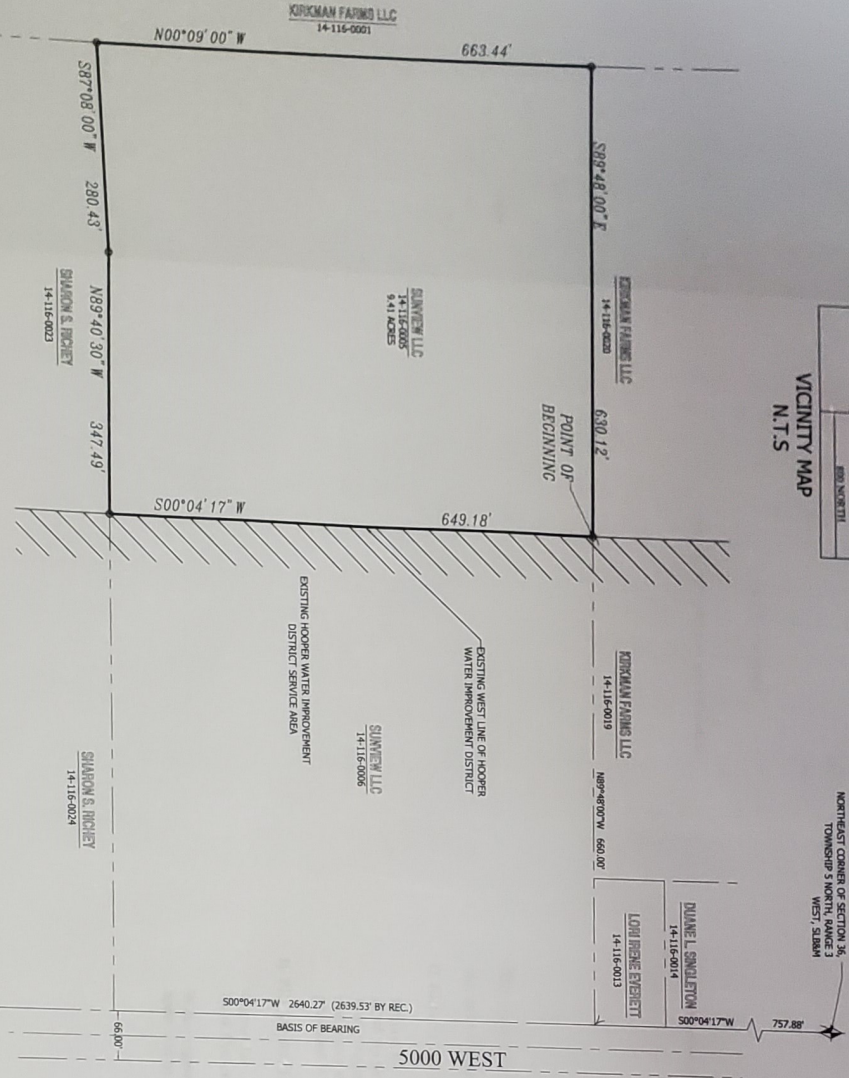 KIRKMAN FARMS LLC
14-116-0001
N00°09'00" W
663.44'
S87°08'00" W
280.43'
S89°48'00" E
630.12'
KIRKMAN FARMS LLC
14-116-0020
SUNVIEW LLC
14-116-0005
9.41 ACRES
SHARON S. RICHEY
14-116-0023
N89°40'30" W
347.49'
POINT OF
BEGINNING
VICINITY MAP
N.T.S
800 NORTH
S00°04'17" W
649.18'
EXISTING HOOPER WATER IMPROVEMENT
DISTRICT SERVICE AREA
EXISTING WEST LINE OF HOOPER
WATER IMPROVEMENT DISTRICT
SUNVIEW LLC
14-116-0006
KIRKMAN FARMS LLC
14-116-0019
N89°48'00"W 660.00'
SHARON S. RICHEY
14-116-0024
NORTHEAST CORNER OF SECTION 36,
TOWNSHIP 5 NORTH, RANGE 3
WEST, SLB&M
DUANE L. SINGLETON
14-116-0014
LORI IRENE EVERETT
14-116-0013
S00°04'17"W 2640.27' (2639.53' BY REC.)
BASIS OF BEARING
S00°04'17"W
757.88'
66.00'
5000 WEST